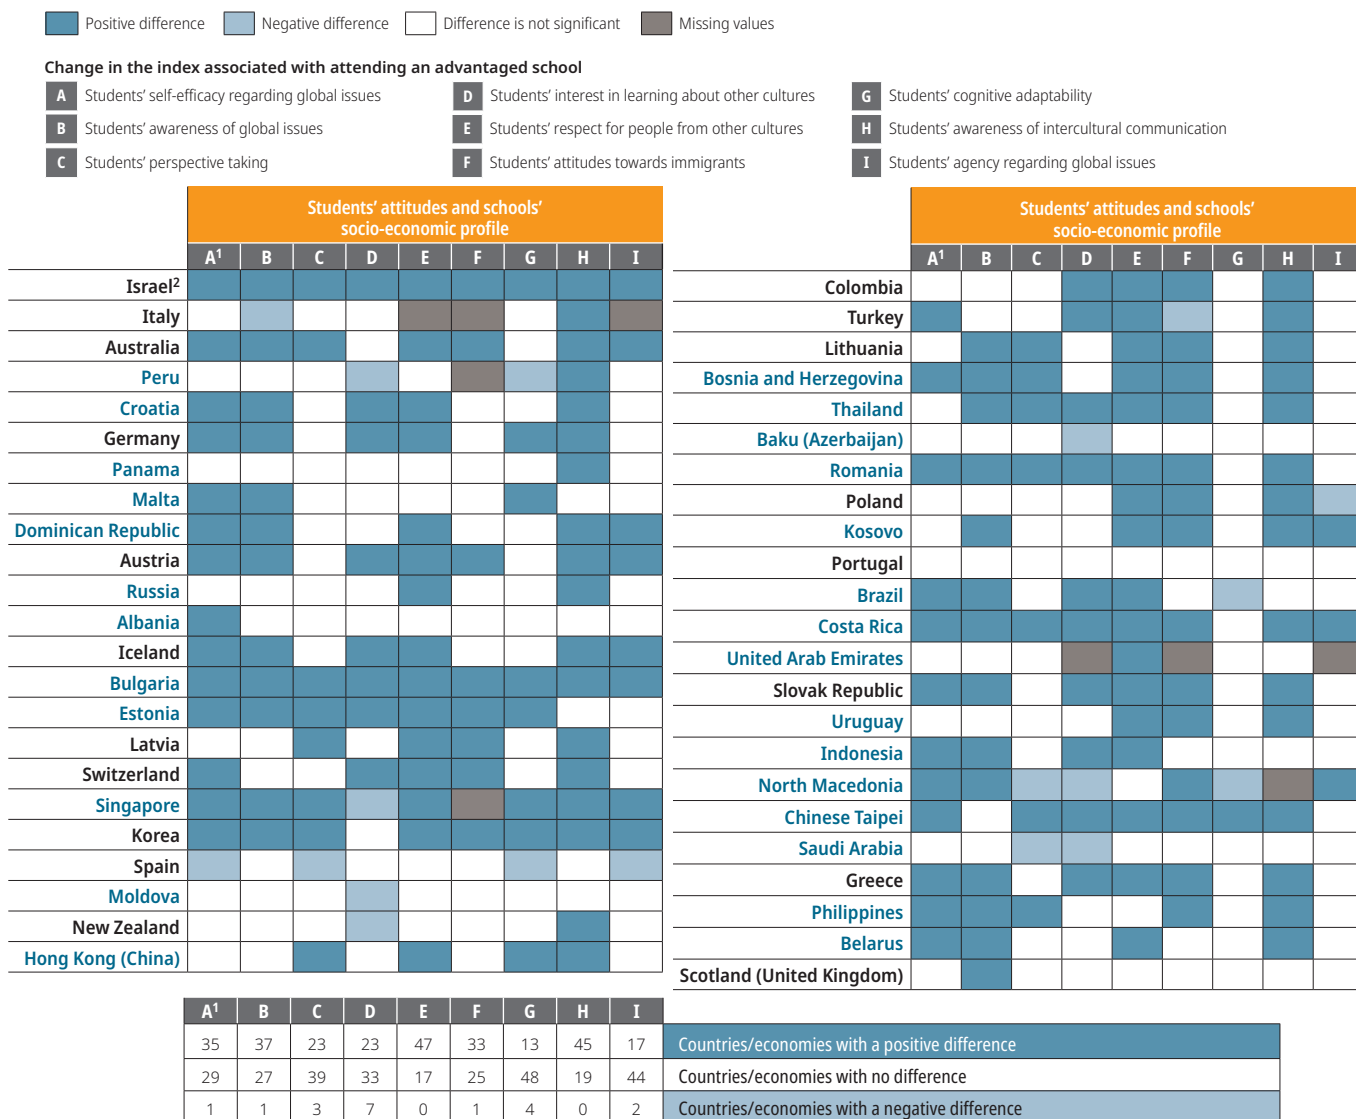 Positive difference Negative difference Difference is not significant Missing values
Change in the index associated with attending an advantaged school
A Students' self-efficacy regarding global issues D Students' interest in learning about other cultures G Students' cognitive adaptability
B Students' awareness of global issues E Students' respect for people from other cultures H Students' awareness of intercultural communication
C Students' perspective taking F Students' attitudes towards immigrants I Students' agency regarding global issues
Students' attitudes and schools'
socio-economic profile
A¹ B C D E F G H I
Israel²
Italy
Australia
Peru
Croatia
Germany
Panama
Malta
Dominican Republic
Austria
Russia
Albania
Iceland
Bulgaria
Estonia
Latvia
Switzerland
Singapore
Korea
Spain
Moldova
New Zealand
Hong Kong (China)
Students' attitudes and schools'
socio-economic profile
A¹ B C D E F G H I
Colombia
Turkey
Lithuania
Bosnia and Herzegovina
Thailand
Baku (Azerbaijan)
Romania
Poland
Kosovo
Portugal
Brazil
Costa Rica
United Arab Emirates
Slovak Republic
Uruguay
Indonesia
North Macedonia
Chinese Taipei
Saudi Arabia
Greece
Philippines
Belarus
Scotland (United Kingdom)
A¹ B C D E F G H I
35 37 23 23 47 33 13 45 17 Countries/economies with a positive difference
29 27 39 33 17 25 48 19 44 Countries/economies with no difference
1 1 3 7 0 1 4 0 2 Countries/economies with a negative difference